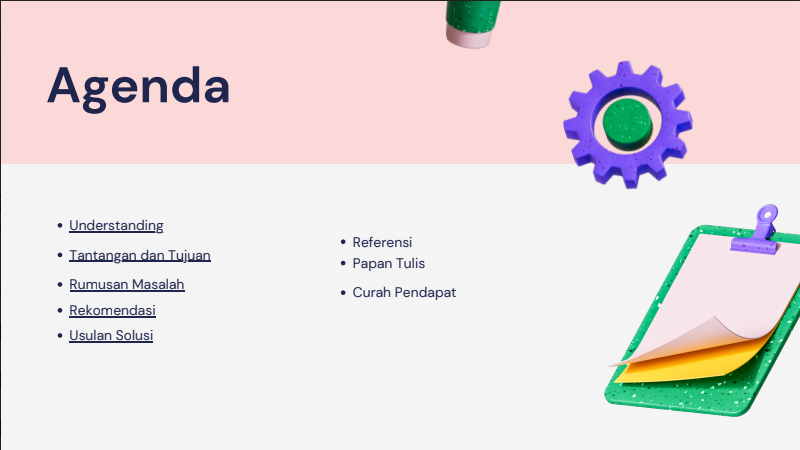 Agenda
Understanding
Tantangan dan Tujuan
Rumusan Masalah
Rekomendasi
Usulan Solusi
Referensi
Papan Tulis
Curah Pendapat